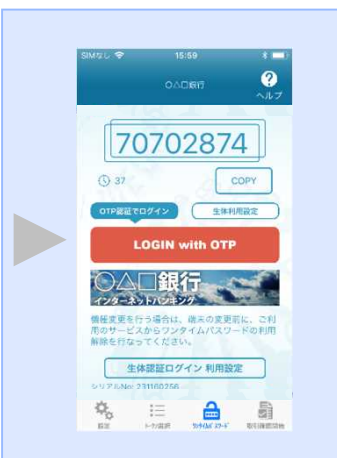 SIMなし 15:59
○△□銀行
ヘルプ
70702874
37 COPY
OTP認証でログイン 生体利用設定
LOGIN with OTP
○△□銀行
インターネットバンキング
機種変更を行う場合は、端末の変更前に、ご利
用のサービスからワンタイムパスワードの利用
解除を行なってください。
生体認証ログイン 利用設定
シリアルNo: 231160256
設定 トークン選択 ワンタイムパスワード 取引確認開始